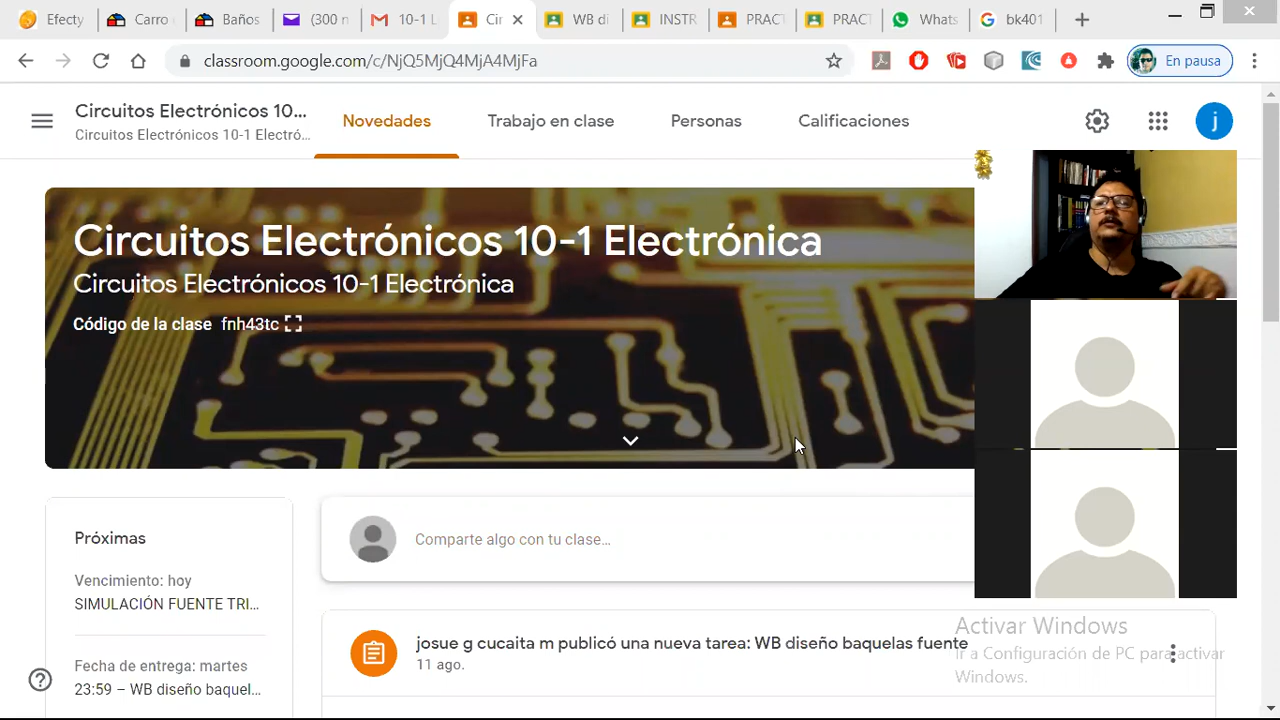 Efecty
Carro
Baños
(300 n
10-1 L
Cir
WB di
INSTR
PRACT
PRACT
Whats
bk401
classroom.google.com/c/NjQ5MjQ4MjA4MjFa
En pausa
Circuitos Electrónicos 10...
Circuitos Electrónicos 10-1 Electró...
Novedades
Trabajo en clase
Personas
Calificaciones
j
Circuitos Electrónicos 10-1 Electrónica
Circuitos Electrónicos 10-1 Electrónica
Código de la clase fnh43tc
Próximas
Vencimiento: hoy
SIMULACIÓN FUENTE TRI...
Fecha de entrega: martes
23:59 – WB diseño baquel...
Comparte algo con tu clase...
josue g cucaita m publicó una nueva tarea: WB diseño baquelas fuente
11 ago.
Activar Windows
Ir a Configuración de PC para activar
Windows.